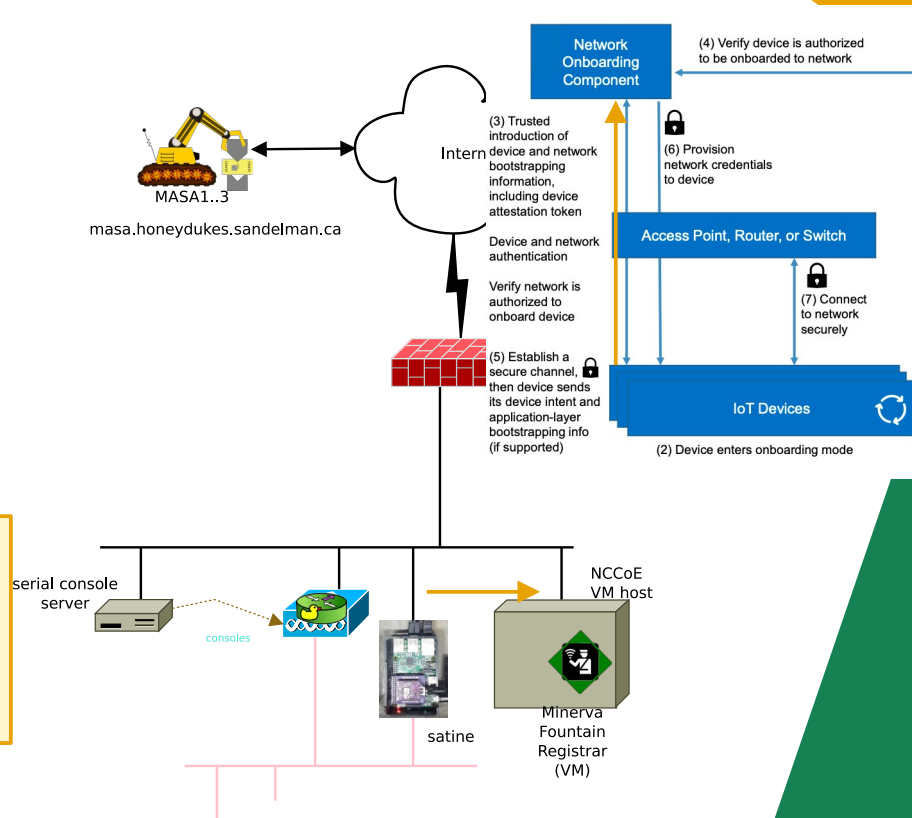 Network
Onboarding
Component
(4) Verify device is authorized
to be onboarded to network
(3) Trusted
introduction of
device and network
bootstrapping
information,
including device
attestation token
Device and network
authentication
Verify network is
authorized to
onboard device
(6) Provision
network credentials
to device
Intern
MASA1..3
masa.honeydukes.sandelman.ca
Access Point, Router, or Switch
(7) Connect
to network
securely
(5) Establish a
secure channel,
then device sends
its device intent and
application-layer
bootstrapping info
(if supported)
IoT Devices
(2) Device enters onboarding mode
serial console
server
consoles
NCCoE
VM host
satine
Minerva
Fountain
Registrar
(VM)